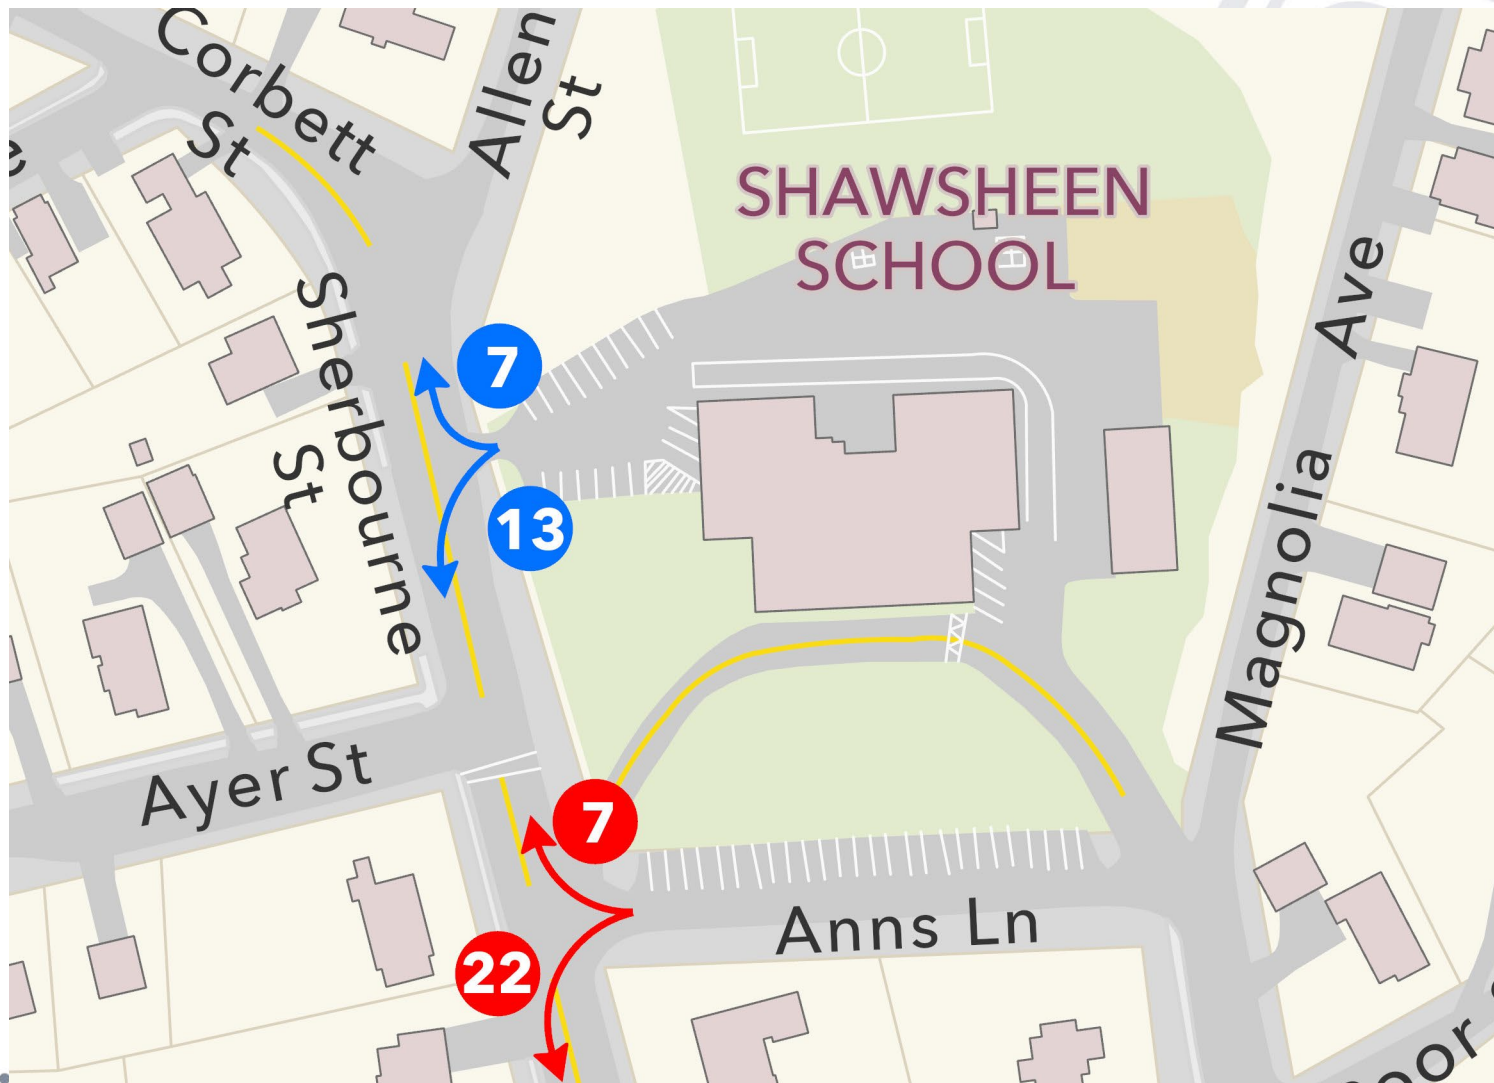 Corbett
St
Allen
St
SHAWSHEEN
SCHOOL
Sherbourne
St
7
13
Magnolia Ave
Ayer St
7
22
Anns Ln